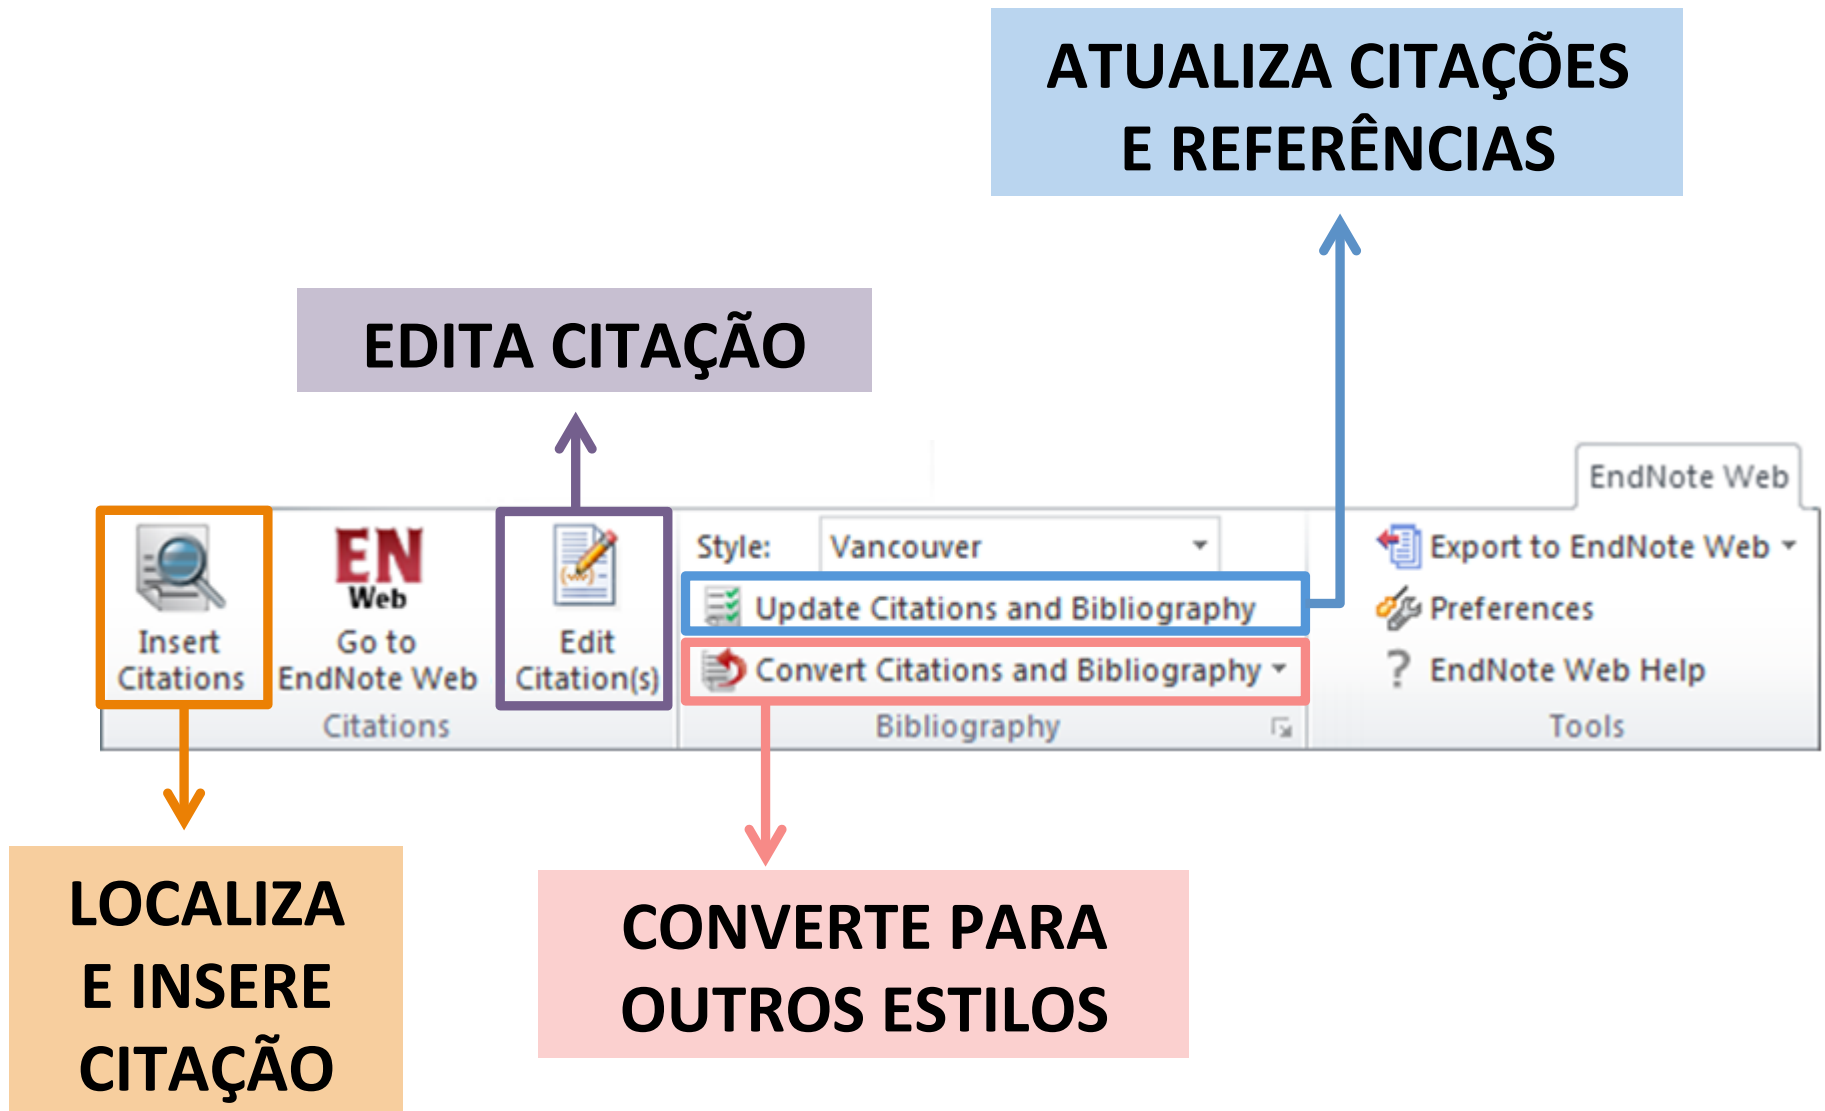 ATUALIZA CITAÇÕES
E REFERÊNCIAS
EDITA CITAÇÃO
EndNote Web
Insert
Citations
EN
Web
Go to
EndNote Web
Edit
Citation(s)
Citations
Style:
Vancouver
Update Citations and Bibliography
Convert Citations and Bibliography
Bibliography
Export to EndNote Web
Preferences
? EndNote Web Help
Tools
LOCALIZA
E INSERE
CITAÇÃO
CONVERTE PARA
OUTROS ESTILOS